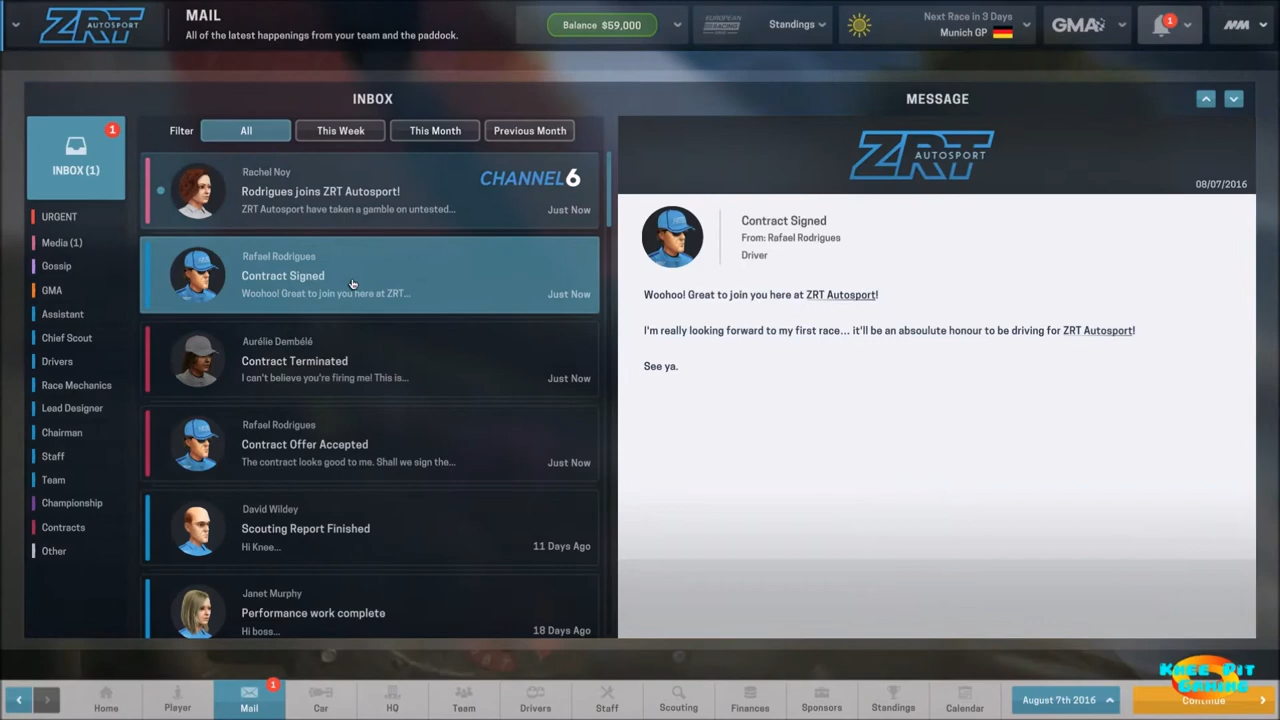 ZRT AUTOSPORT
MAIL
All of the latest happenings from your team and the paddock.
Balance $59,000
EUROPEAN RACING
Standings
Next Race in 3 Days
Munich GP
GMA
1
INBOX
MESSAGE
1
INBOX (1)
Filter
All
This Week
This Month
Previous Month
URGENT
Media (1)
Gossip
GMA
Assistant
Chief Scout
Drivers
Race Mechanics
Lead Designer
Chairman
Staff
Team
Championship
Contracts
Other
Rachel Noy
Rodrigues joins ZRT Autosport!
ZRT Autosport have taken a gamble on untested...
CHANNEL6
Just Now
Rafael Rodrigues
Contract Signed
Woohoo! Great to join you here at ZRT...
Just Now
Aurélie Dembélé
Contract Terminated
I can't believe you're firing me! This is...
Just Now
Rafael Rodrigues
Contract Offer Accepted
The contract looks good to me. Shall we sign the...
Just Now
David Wildey
Scouting Report Finished
Hi Knee...
11 Days Ago
Janet Murphy
Performance work complete
Hi boss...
18 Days Ago
ZRT AUTOSPORT
08/07/2016
Contract Signed
From: Rafael Rodrigues
Driver
Woohoo! Great to join you here at ZRT Autosport!
I'm really looking forward to my first race... it'll be an absoulute honour to be driving for ZRT Autosport!
See ya.
Knee Pit
Gaming
Home
Player
1
Mail
Car
HQ
Team
Drivers
Staff
Scouting
Finances
Sponsors
Standings
Calendar
August 7th 2016
Continue